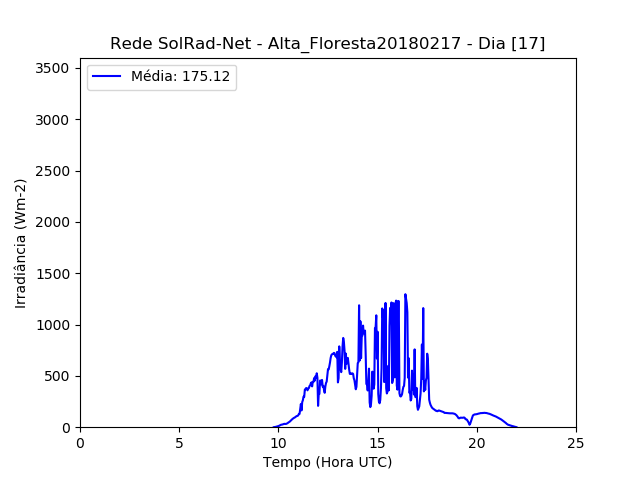 Rede SolRad-Net - Alta_Floresta20180217 - Dia [17]
Média: 175.12
3500
3000
2500
2000
1500
1000
500
0
Irradiância (Wm-2)
0 5 10 15 20 25
Tempo (Hora UTC)